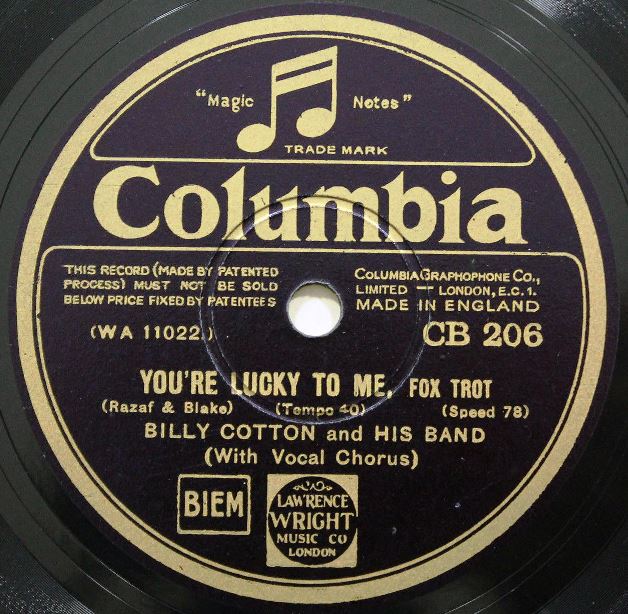 "Magic Notes"
TRADE MARK
Columbia
THIS RECORD (MADE BY PATENTED
PROCESS) MUST NOT BE SOLD
BELOW PRICE FIXED BY PATENTEES
COLUMBIA GRAPHOPHONE CO.,
LIMITED — LONDON, E.C.1.
MADE IN ENGLAND
(WA 11022)
CB 206
YOU'RE LUCKY TO ME, FOX TROT
(Razaf & Blake) (Tempo 40) (Speed 78)
BILLY COTTON and HIS BAND
(With Vocal Chorus)
BIEM
LAWRENCE
WRIGHT
MUSIC CO
LONDON